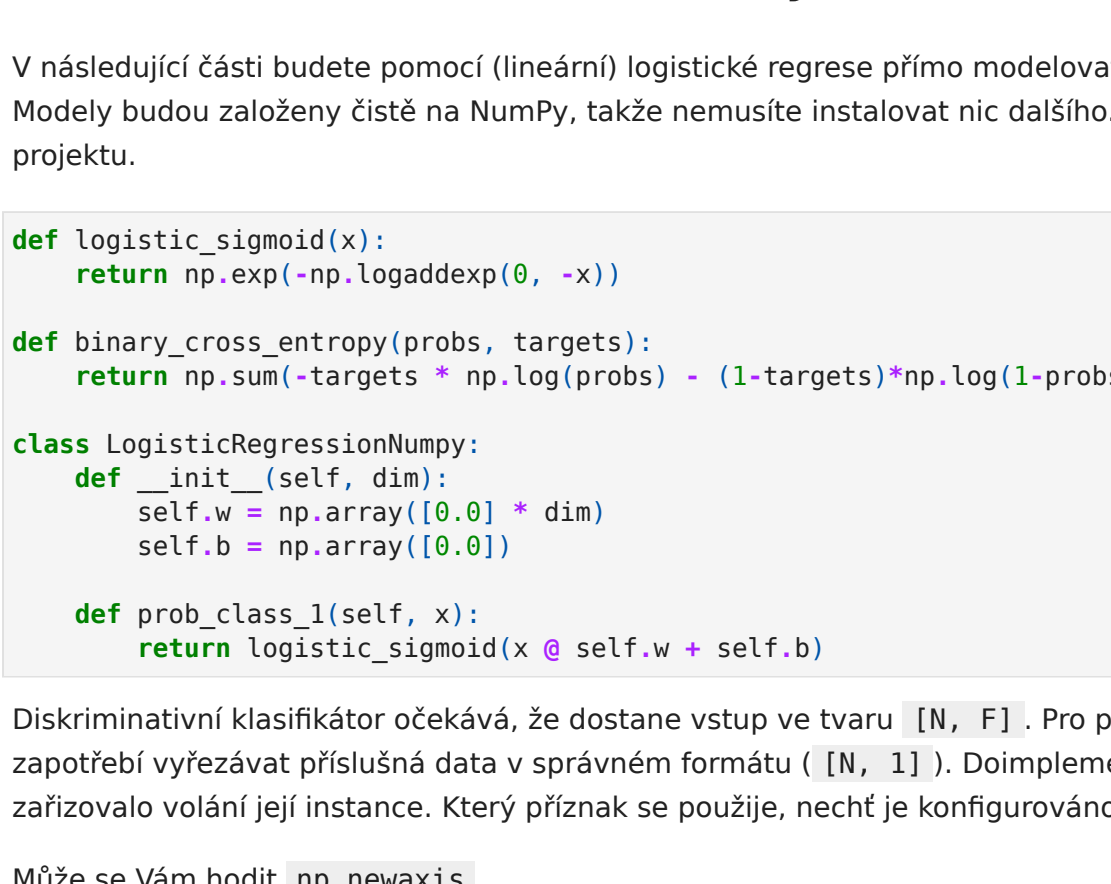 V následující části budete pomocí (lineární) logistické regrese přímo
Modely budou založeny čistě na NumPy, takže nemusíte instalovat nic dalšího.
projektu.
def logistic_sigmoid(x):
    return np.exp(-np.logaddexp(0, -x))
def binary_cross_entropy(probs, targets):
    return np.sum(-targets * np.log(probs) - (1-targets)*np.log(1-probs
class LogisticRegressionNumpy:
    def __init__(self, dim):
        self.w = np.array([0.0] * dim)
        self.b = np.array([0.0])
    def prob_class_1(self, x):
        return logistic_sigmoid(x @ self.w + self.b)
Diskriminativní klasifikátor očekává, že dostane vstup ve tvaru [N, F] . Pro
zapotřebí vyřezávat příslušná data v správném formátu ( [N, 1] ).
zařizovalo volání její instance. Který příznak se použije, nechť je
Může se Vám hodit np.newaxis